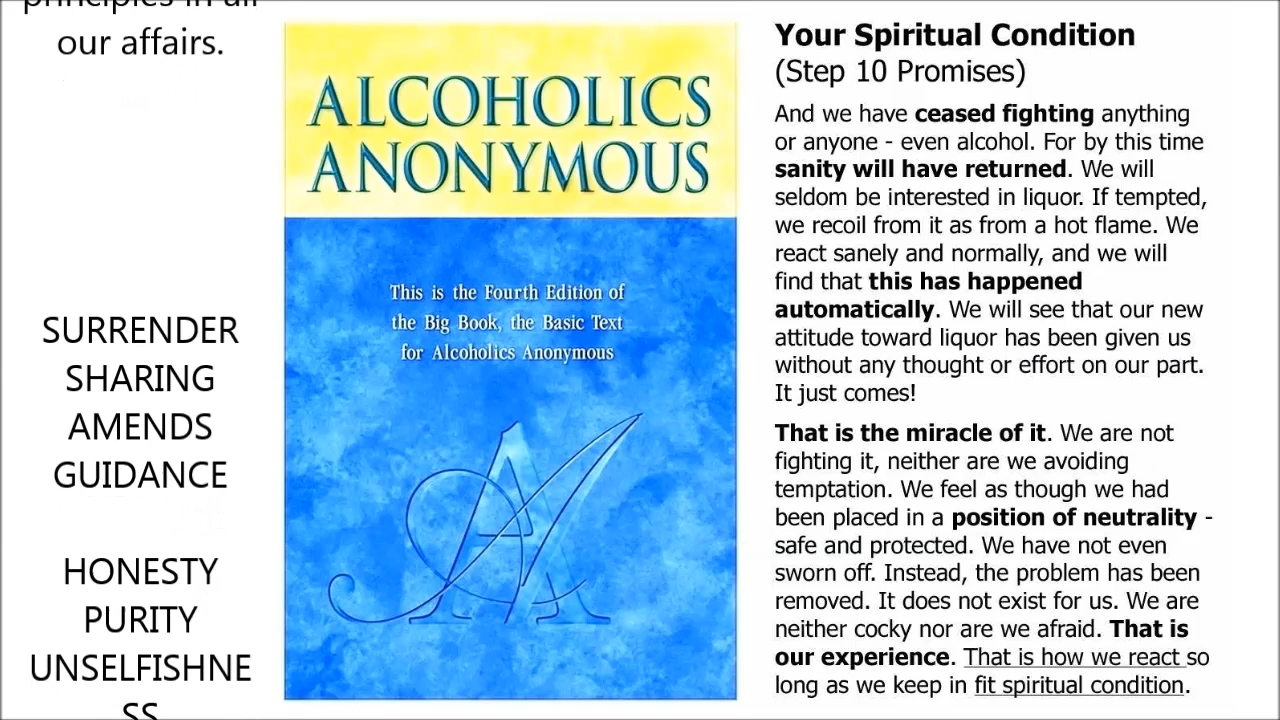 principles in all
our affairs.
SURRENDER
SHARING
AMENDS
GUIDANCE
HONESTY
PURITY
UNSELFISHNE
SS
ALCOHOLICS
ANONYMOUS
This is the Fourth Edition of
the Big Book, the Basic Text
for Alcoholics Anonymous
AA
Your Spiritual Condition
(Step 10 Promises)
And we have ceased fighting anything
or anyone - even alcohol. For by this time
sanity will have returned. We will
seldom be interested in liquor. If tempted,
we recoil from it as from a hot flame. We
react sanely and normally, and we will
find that this has happened
automatically. We will see that our new
attitude toward liquor has been given us
without any thought or effort on our part.
It just comes!
That is the miracle of it. We are not
fighting it, neither are we avoiding
temptation. We feel as though we had
been placed in a position of neutrality -
safe and protected. We have not even
sworn off. Instead, the problem has been
removed. It does not exist for us. We are
neither cocky nor are we afraid. That is
our experience. That is how we react so
long as we keep in fit spiritual condition.